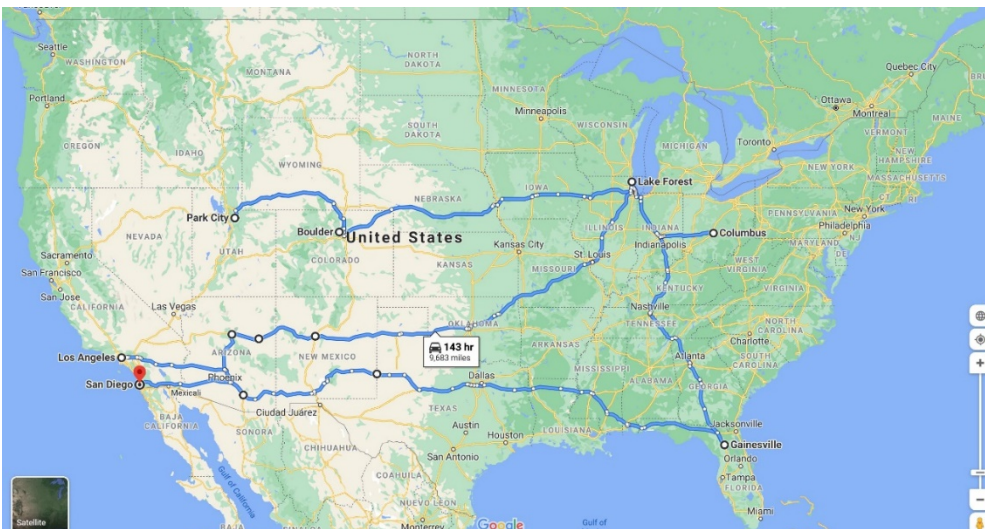 Seattle
WASHINGTON
MONTANA
NORTH
DAKOTA
MINNESOTA
Quebec City
Portland
Minneapolis
Ottawa
Montreal
MAINE
OREGON
IDAHO
SOUTH
DAKOTA
WISCONSIN
MICHIGAN
Toronto
VERMONT
NEW
HAMPSHIRE
MASSACHUSETTS
WYOMING
NEW YORK
Lake Forest
IOWA
NEBRASKA
Park City
Boulder
United States
ILLINOIS
INDIANA
Indianapolis
Columbus
PENNSYLVANIA
New York
Philadelphia
NEVADA
UTAH
COLORADO
KANSAS
Kansas City
MISSOURI
St. Louis
WEST
VIRGINIA
MARYLAND
DE
Sacramento
San Francisco
San Jose
CALIFORNIA
Las Vegas
KENTUCKY
VIRGINIA
Nashville
TENNESSEE
NORTH
CAROLINA
Charlotte
OKLAHOMA
ARKANSAS
143 hr
9,683 miles
ARIZONA
NEW MEXICO
Los Angeles
San Diego
Phoenix
Mexicali
Dallas
MISSISSIPPI
ALABAMA
Atlanta
GEORGIA
SOUTH
CAROLINA
BAJA
CALIFORNIA
SONORA
Ciudad Juárez
TEXAS
Austin
Houston
San Antonio
LOUISIANA
Jacksonville
Gainesville
Orlando
Tampa
FLORIDA
Miami
Gulf of
California
CHIHUAHUA
COAHUILA
NUEVO LEON
Monterrey
Google
Gulf of
Satellite
BAJA